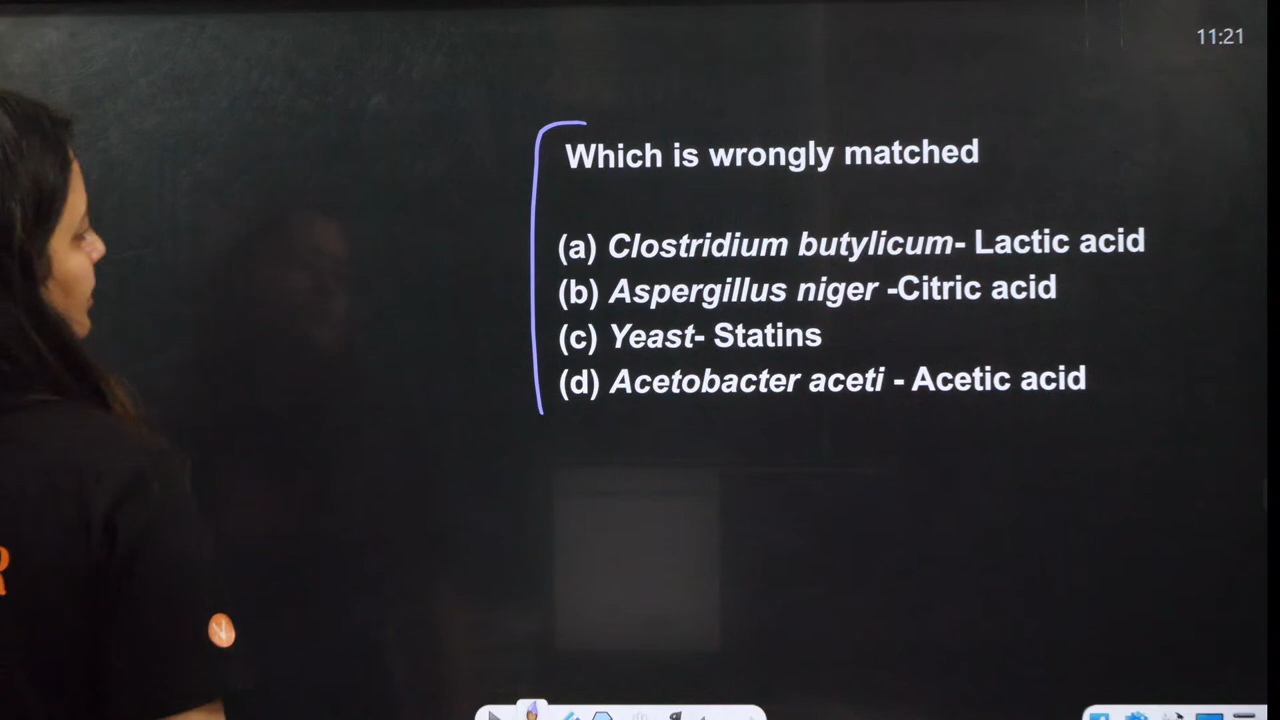 11:21
Which is wrongly matched
(a) Clostridium butylicum- Lactic acid
(b) Aspergillus niger -Citric acid
(c) Yeast- Statins
(d) Acetobacter aceti - Acetic acid
R